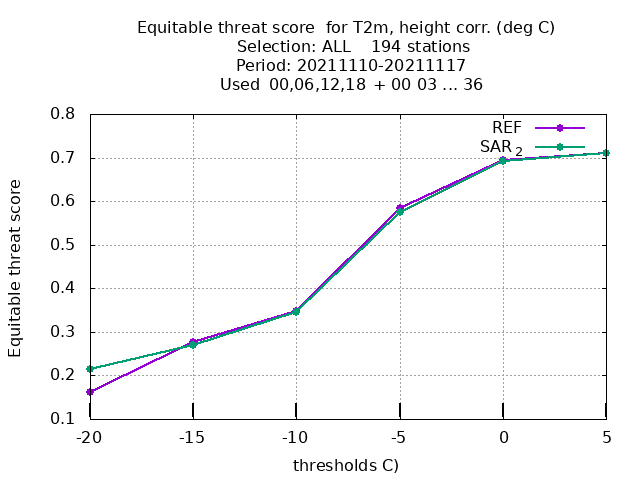 Equitable threat score  for T2m, height corr. (deg C)
Selection: ALL    194 stations
Period: 20211110-20211117
Used  00,06,12,18  + 00 03 ... 36
REF
SAR 2
0.8
0.7
0.6
0.5
0.4
0.3
0.2
0.1
Equitable threat score
-20 -15 -10 -5 0 5
thresholds C)